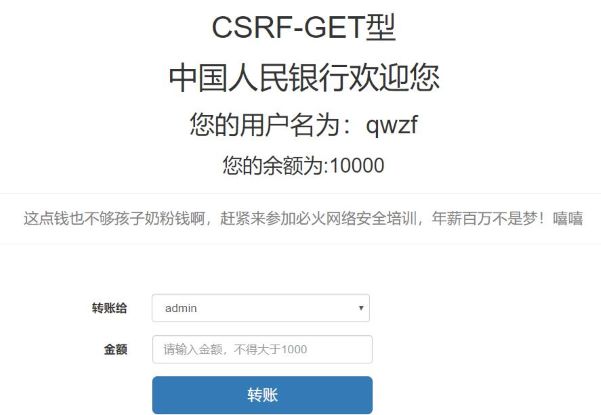 CSRF-GET型
中国人民银行欢迎您
您的用户名为：qwzf
您的余额为:10000
这点钱也不够孩子奶粉钱啊，赶紧来参加必火网络安全培训，年薪百万不是梦！嘻嘻
转账给 admin
金额 请输入金额，不得大于1000
转账